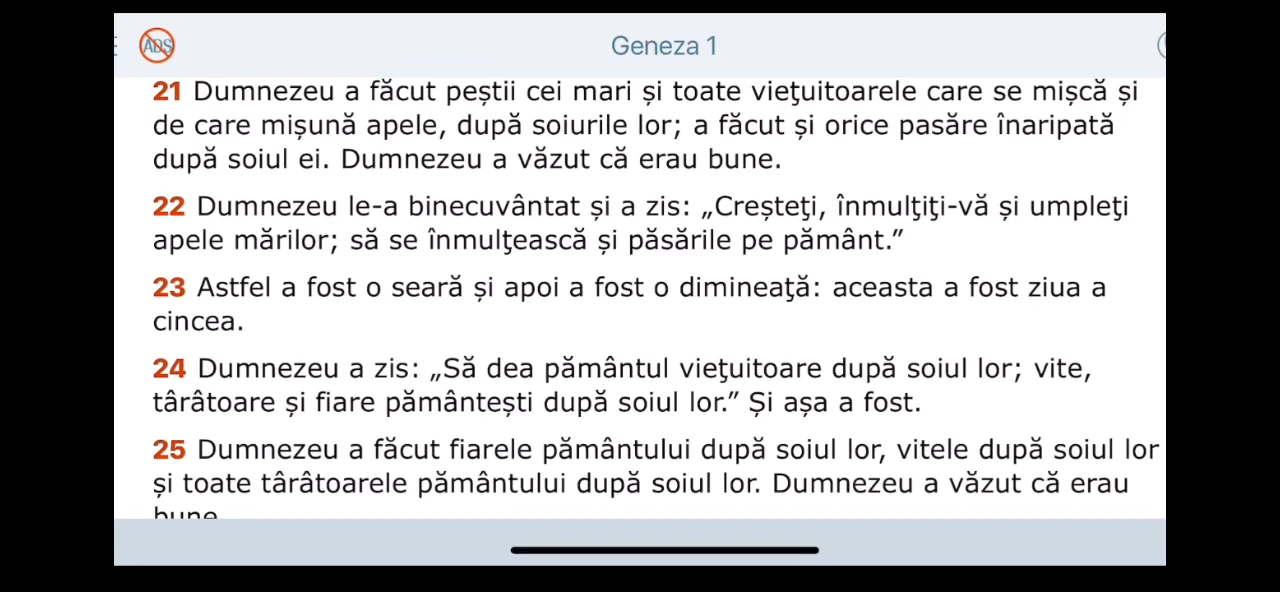 ADS
Geneza 1
21 Dumnezeu a făcut peștii cei mari și toate viețuitoarele care se mișcă și
de care mișună apele, după soiurile lor; a făcut și orice pasăre înaripată
după soiul ei. Dumnezeu a văzut că erau bune.
22 Dumnezeu le-a binecuvântat și a zis: „Creșteţi, înmulţiţi-vă și umpleţi
apele mărilor; să se înmulţească și păsările pe pământ.”
23 Astfel a fost o seară și apoi a fost o dimineaţă: aceasta a fost ziua a
cincea.
24 Dumnezeu a zis: „Să dea pământul vieţuitoare după soiul lor; vite,
târâtoare și fiare pământești după soiul lor.” Și așa a fost.
25 Dumnezeu a făcut fiarele pământului după soiul lor, vitele după soiul lor
și toate târâtoarele pământului după soiul lor. Dumnezeu a văzut că erau
bune